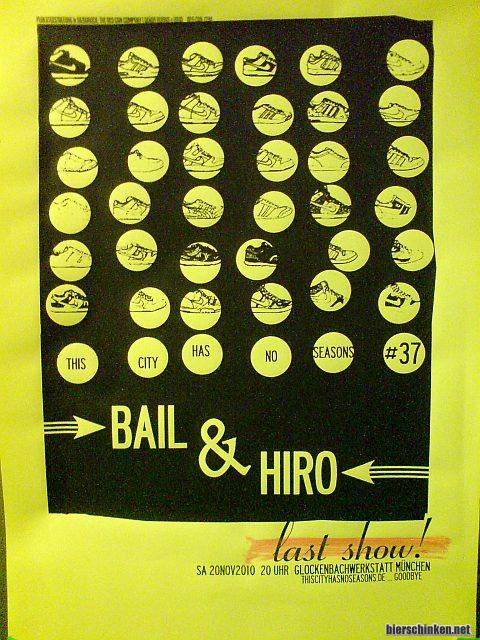 THIS CITY HAS NO SEASONS #37
BAIL
&
HIRO
last show!
SA 20NOV2010 20 UHR GLOCKENBACHWERKSTATT MÜNCHEN
THISCITYHASNOSEASONS.DE ... GOODBYE
bierschinken.net